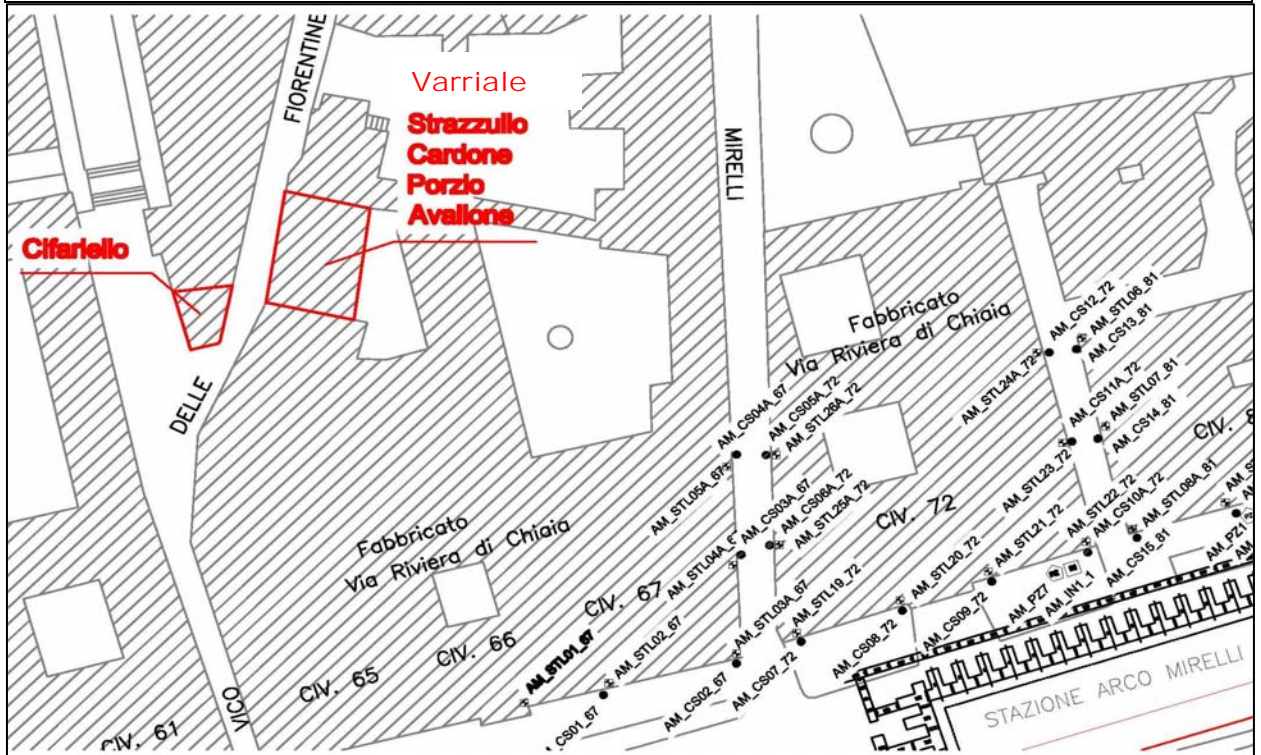 FIORENTINE
Varriale
Strazzullo
Cardone
Porzio
Avallone
Cifariello
MIRELLI
DELLE
VICO
Fabbricato
Via Riviera di Chiaia
Fabbricato
Via Riviera di Chiaia
CIV. 61
CIV. 65
CIV. 66
CIV. 67
CIV. 72
AM_CS12_72
AM_STL06_81
AM_CS13_81
AM_STL24A_72
AM_CS11A_72
AM_STL07_81
AM_CS14_81
AM_CS04A_67
AM_CS05A_72
AM_STL26A_72
AM_STL05A_67
AM_CS03A_67
AM_CS06A_72
AM_STL25A_72
AM_STL23_72
AM_STL22_72
AM_CS10A_72
AM_STL08A_81
AM_STL21_72
AM_STL20_72
AM_STL03A_67
AM_STL19_72
AM_STL02_67
AM_STL01_67
AM_CS01_67
AM_CS02_67
AM_CS07_72
AM_CS08_72
AM_CS09_72
AM_PZ7
AM_IN1_1
AM_CS15_81
AM_PZ1
STAZIONE ARCO MIRELLI